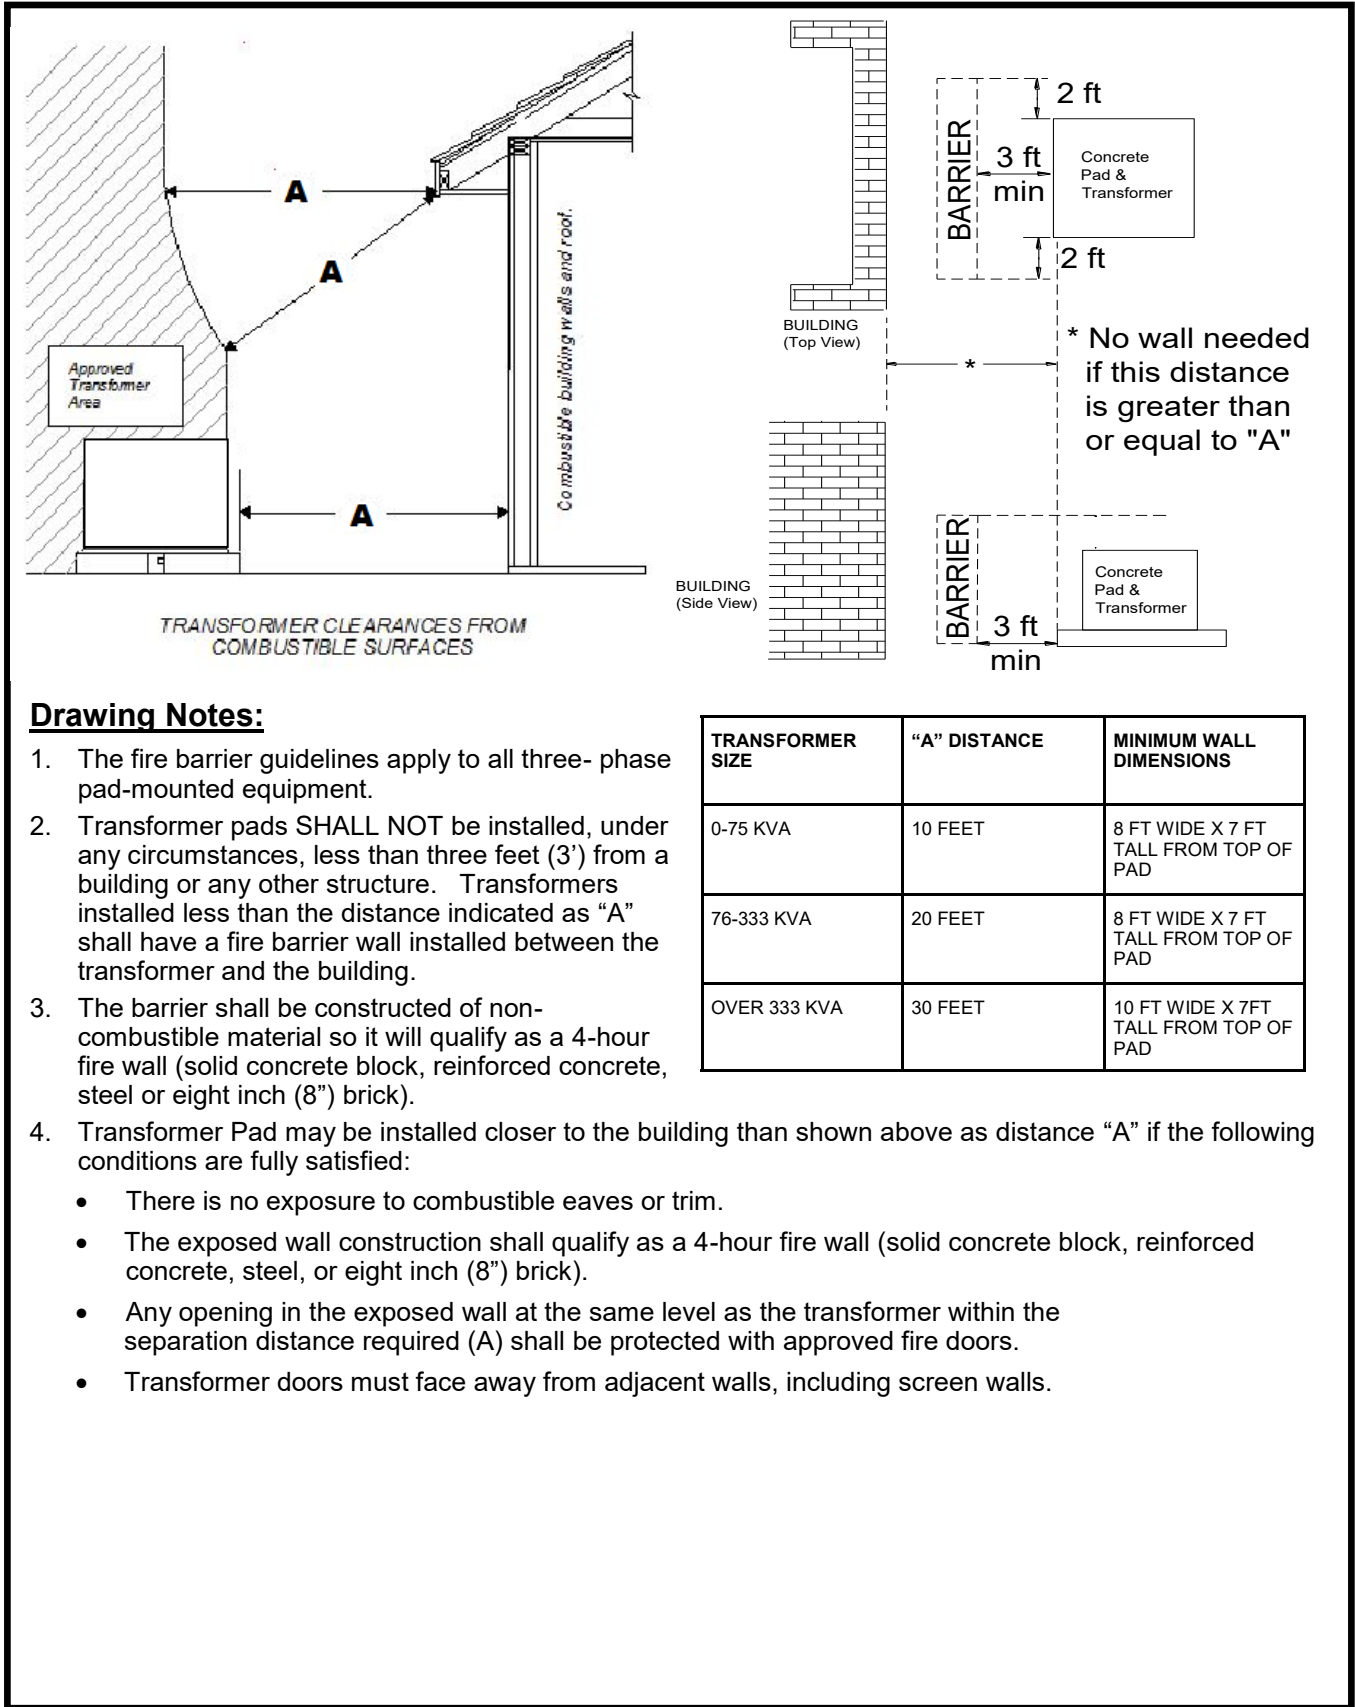 A
A
A
Approved
Transformer
Area
Combustible building walls and roof.
TRANSFORMER CLEARANCES FROM
COMBUSTIBLE SURFACES
BARRIER
2 ft
3 ft
min
Concrete
Pad &
Transformer
2 ft
BUILDING
(Top View)
*
* No wall needed
if this distance
is greater than
or equal to "A"
BUILDING
(Side View)
BARRIER
3 ft
min
Concrete
Pad &
Transformer
Drawing Notes:
1. The fire barrier guidelines apply to all three- phase
pad-mounted equipment.
2. Transformer pads SHALL NOT be installed, under
any circumstances, less than three feet (3’) from a
building or any other structure. Transformers
installed less than the distance indicated as “A”
shall have a fire barrier wall installed between the
transformer and the building.
3. The barrier shall be constructed of non-
combustible material so it will qualify as a 4-hour
fire wall (solid concrete block, reinforced concrete,
steel or eight inch (8”) brick).
TRANSFORMER
SIZE
“A” DISTANCE
MINIMUM WALL
DIMENSIONS
0-75 KVA
10 FEET
8 FT WIDE X 7 FT
TALL FROM TOP OF
PAD
76-333 KVA
20 FEET
8 FT WIDE X 7 FT
TALL FROM TOP OF
PAD
OVER 333 KVA
30 FEET
10 FT WIDE X 7FT
TALL FROM TOP OF
PAD
4. Transformer Pad may be installed closer to the building than shown above as distance “A” if the following
conditions are fully satisfied:
• There is no exposure to combustible eaves or trim.
• The exposed wall construction shall qualify as a 4-hour fire wall (solid concrete block, reinforced
concrete, steel, or eight inch (8”) brick).
• Any opening in the exposed wall at the same level as the transformer within the
separation distance required (A) shall be protected with approved fire doors.
• Transformer doors must face away from adjacent walls, including screen walls.